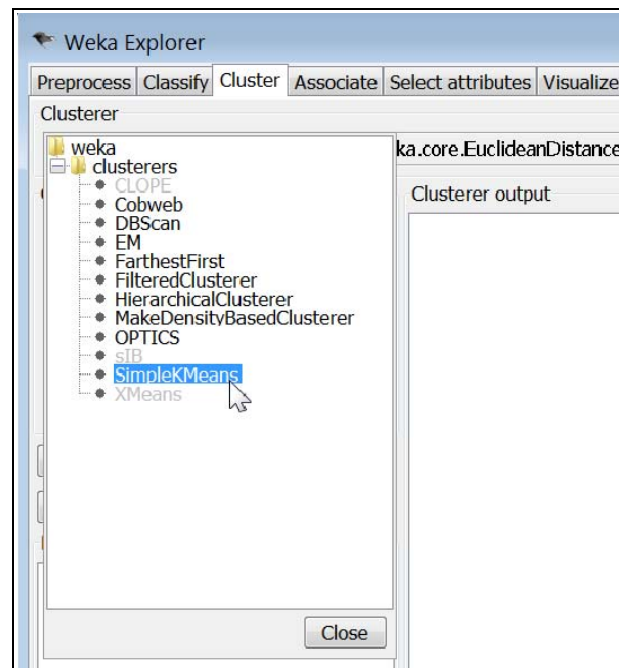 Weka Explorer
Preprocess Classify Cluster Associate Select attributes Visualize
Clusterer
weka
ka.core.EuclideanDistance
clusterers
CLOPE
Clusterer output
Cobweb
DBScan
EM
FarthestFirst
FilteredClusterer
HierarchicalClusterer
MakeDensityBasedClusterer
OPTICS
sIB
SimpleKMeans
XMeans
Close